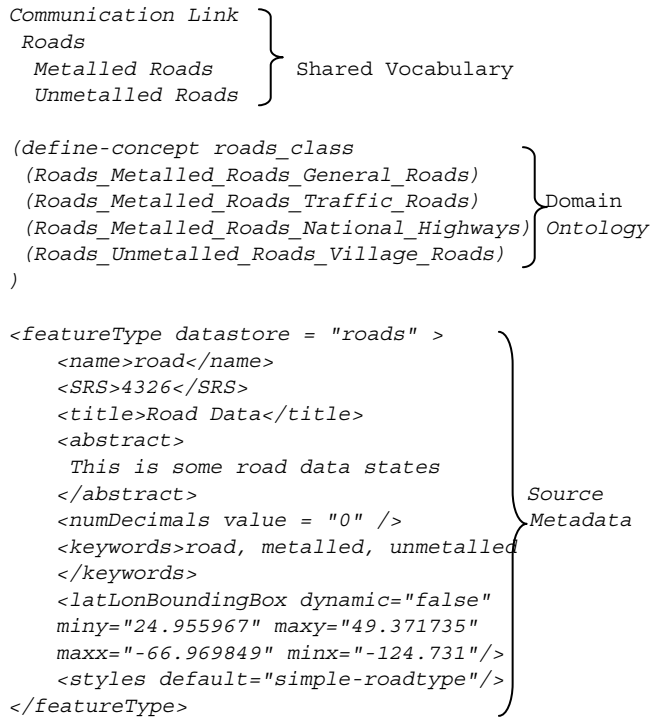 Communication Link
Roads
Metalled Roads
Unmetalled Roads
Shared Vocabulary
(define-concept roads_class
(Roads_Metalled_Roads_General_Roads)
(Roads_Metalled_Roads_Traffic_Roads)
(Roads_Metalled_Roads_National_Highways)
(Roads_Unmetalled_Roads_Village_Roads)
)
Domain
Ontology
<featureType datastore = "roads" >
<name>road</name>
<SRS>4326</SRS>
<title>Road Data</title>
<abstract>
This is some road data states
</abstract>
<numDecimals value = "0" />
<keywords>road, metalled, unmetalled
</keywords>
<latLonBoundingBox dynamic="false"
miny="24.955967" maxy="49.371735"
maxx="-66.969849" minx="-124.731"/>
<styles default="simple-roadtype"/>
</featureType>
Source
Metadata